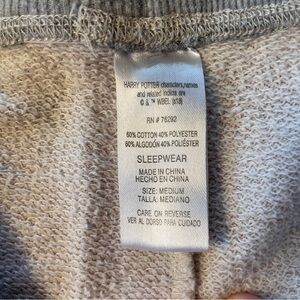 HARRY POTTER characters, names
and related indicia are
© & ™ WBEI. (s18)
RN # 76292
60% COTTON 40% POLYESTER
60% ALGODÓN 40% POLIÉSTER
SLEEPWEAR
MADE IN CHINA
HECHO EN CHINA
SIZE: MEDIUM
TALLA: MEDIANO
CARE ON REVERSE
VER AL DORSO PARA CUIDADO